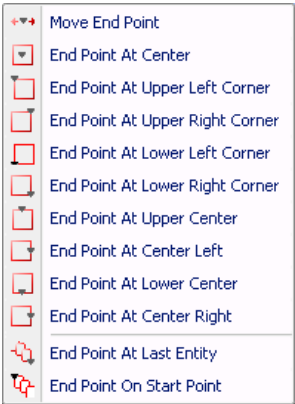 Move End Point
End Point At Center
End Point At Upper Left Corner
End Point At Upper Right Corner
End Point At Lower Left Corner
End Point At Lower Right Corner
End Point At Upper Center
End Point At Center Left
End Point At Lower Center
End Point At Center Right
End Point At Last Entity
End Point On Start Point